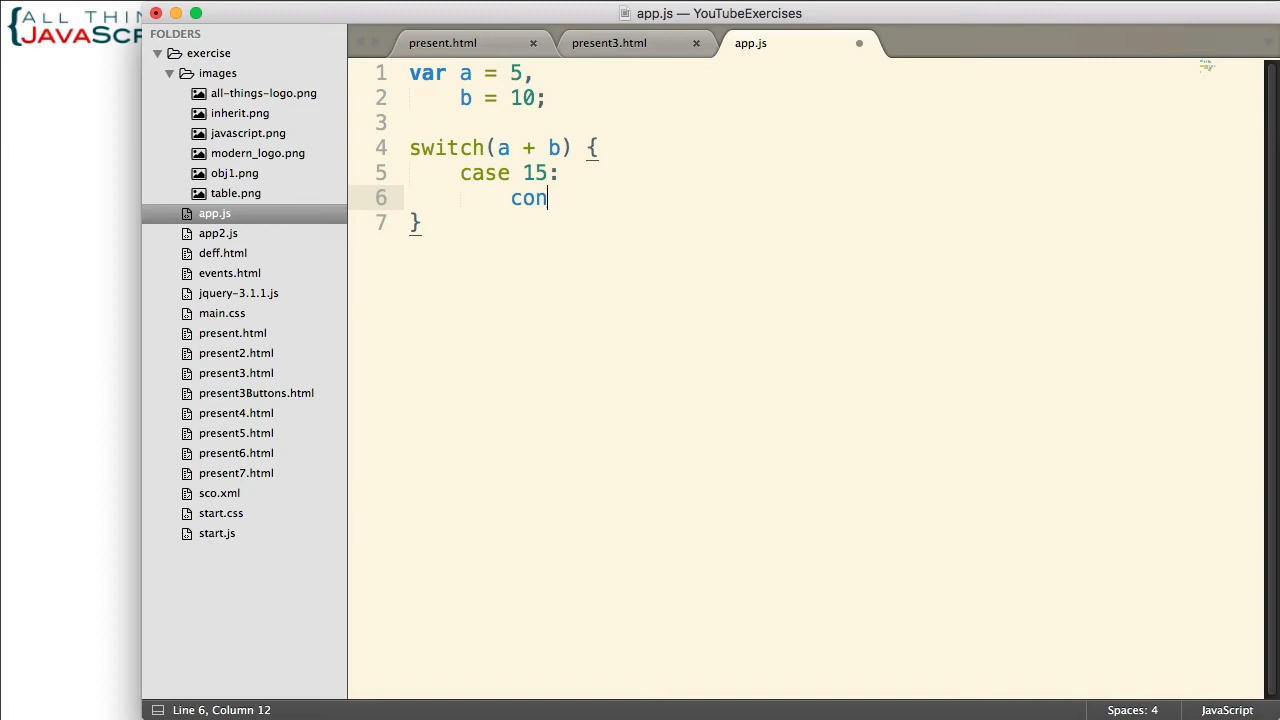 {ALL THIN
JAVASCR
app.js — YouTubeExercises
FOLDERS
exercise
images
all-things-logo.png
inherit.png
javascript.png
modern_logo.png
obj1.png
table.png
app.js
app2.js
deff.html
events.html
jquery-3.1.1.js
main.css
present.html
present2.html
present3.html
present3Buttons.html
present4.html
present5.html
present6.html
present7.html
sco.xml
start.css
start.js
present.html × present3.html × app.js
1 var a = 5,
2 b = 10;
3
4 switch(a + b) {
5 case 15:
6 con
7 }
Line 6, Column 12 Spaces: 4 JavaScript